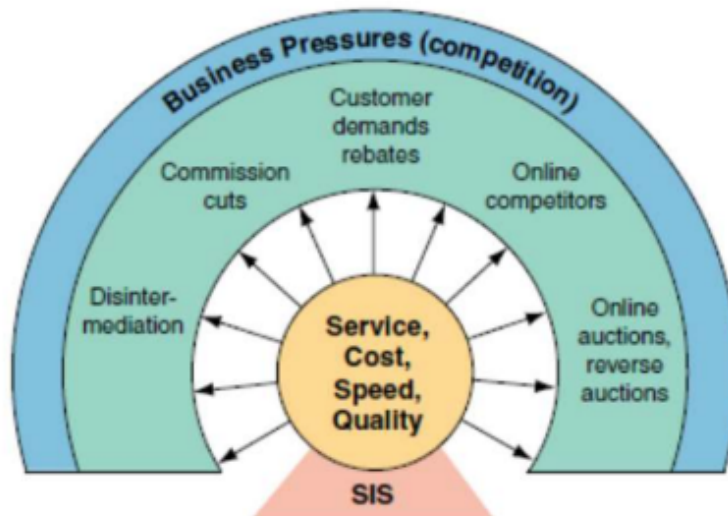 Business Pressures (competition)
Customer
demands
rebates
Commission
cuts
Online
competitors
Disinter-
mediation
Online
auctions,
reverse
auctions
Service,
Cost,
Speed,
Quality
SIS